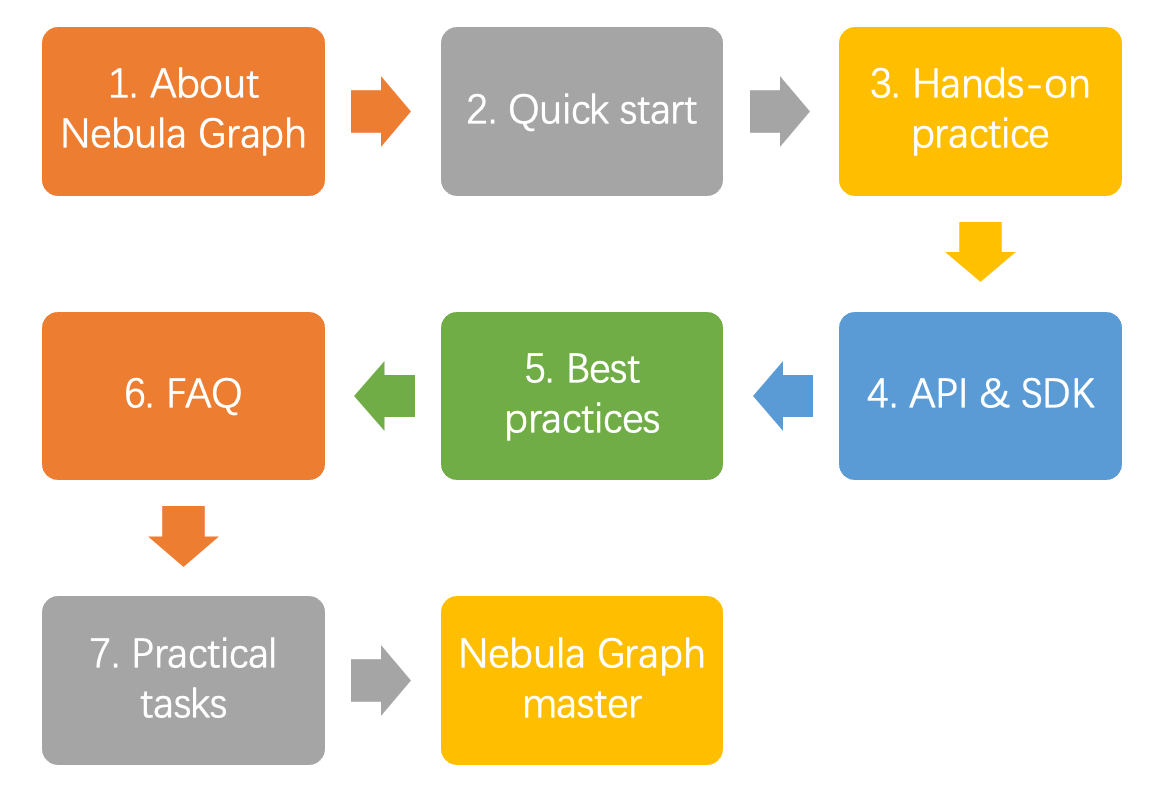 1. About
Nebula Graph
2. Quick start
3. Hands-on
practice
4. API & SDK
5. Best
practices
6. FAQ
7. Practical
tasks
Nebula Graph
master